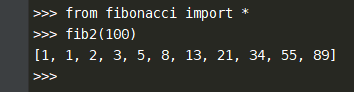 >>> from fibonacci import *
>>> fib2(100)
[1, 1, 2, 3, 5, 8, 13, 21, 34, 55, 89]
>>>